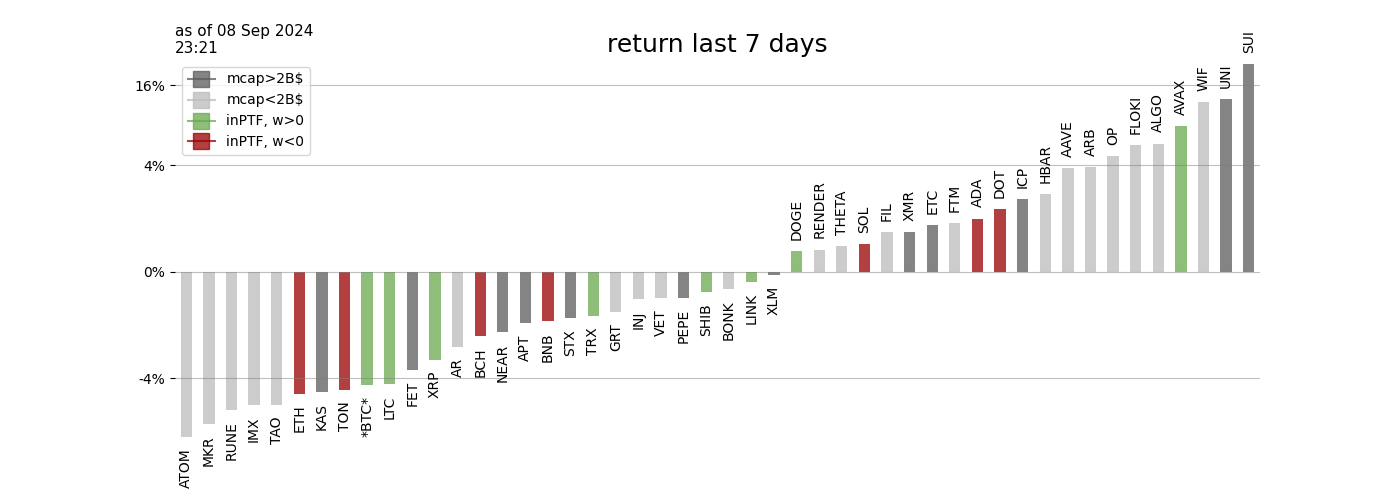 as of 08 Sep 2024
23:21
return last 7 days
mcap>2B$
mcap<2B$
inPTF, w>0
inPTF, w<0
16%
4%
0%
-4%
ATOM
MKR
RUNE
IMX
TAO
ETH
KAS
TON
*BTC*
LTC
FET
XRP
AR
BCH
NEAR
APT
BNB
STX
TRX
GRT
INJ
VET
PEPE
SHIB
BONK
LINK
XLM
DOGE
RENDER
THETA
SOL
FIL
XMR
ETC
FTM
ADA
DOT
ICP
HBAR
AAVE
ARB
OP
FLOKI
ALGO
AVAX
WIF
UNI
SUI